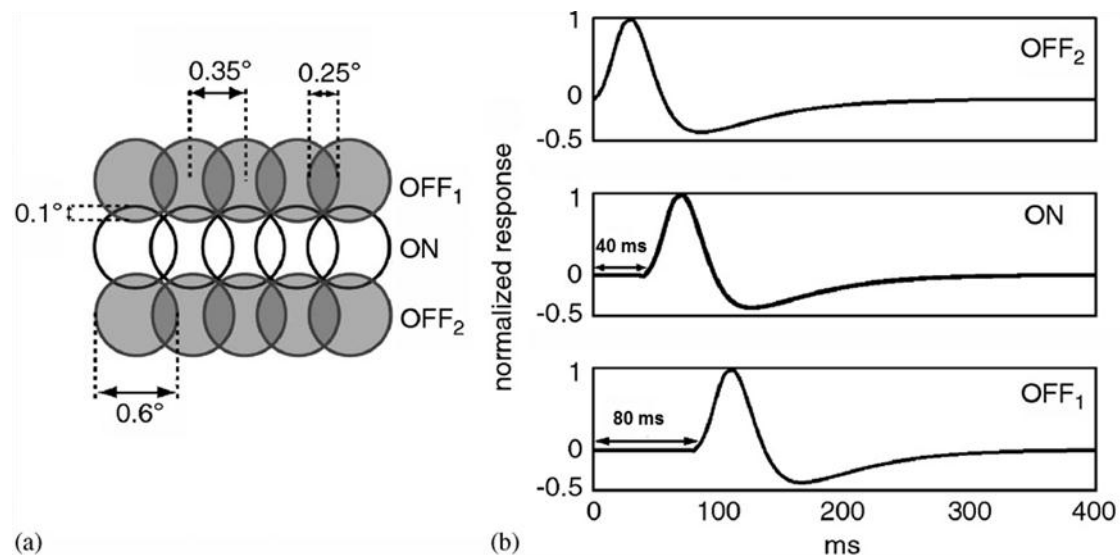 0.35°
0.25°
OFF₁
0.1°
ON
OFF₂
0.6°
(a)
normalized response
1
0
-0.5
OFF₂
1
0
-0.5
40 ms
ON
1
0
-0.5
80 ms
OFF₁
0 100 200 300 400
ms
(b)